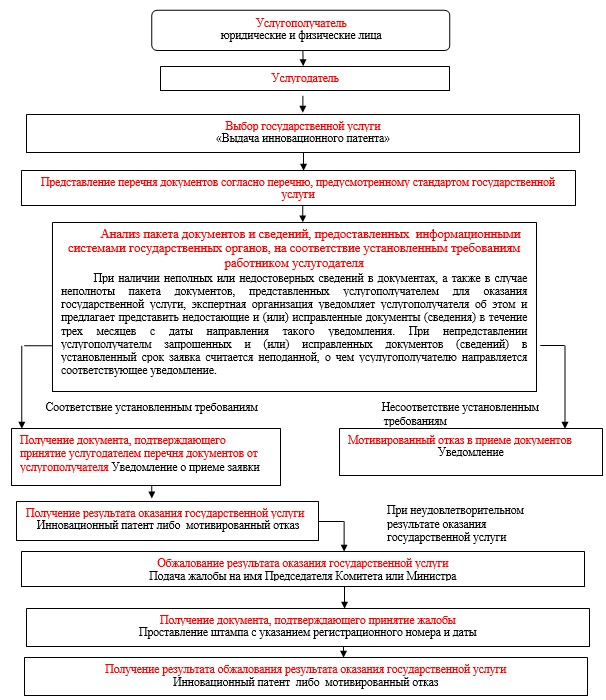 Услугополучатель
юридические и физические лица
Услугодатель
Выбор государственной услуги
«Выдача инновационного патента»
Представление перечня документов согласно перечню, предусмотренному стандартом государственной
услуги
Анализ пакета документов и сведений, предоставленных информационными
системами государственных органов, на соответствие установленным требованиям
работником услугодателя
При наличии неполных или недостоверных сведений в документах, а также в случае
неполноты пакета документов, представленных услугополучателем для оказания
государственной услуги, экспертная организация уведомляет услугополучателя об этом и
предлагает представить недостающие и (или) исправленные документы (сведения) в течение
трех месяцев с даты направления такого уведомления. При непредставлении
услугополучателм запрошенных и (или) исправленных документов (сведений) в
установленный срок заявка считается неподанной, о чем усулугополучателю направляется
соответствующее уведомление.
Соответствие установленным требованиям
Несоответствие установленным
требованиям
Получение документа, подтверждающего
принятие услугодателем перечня документов от
услугополучателя Уведомление о приеме заявки
Мотивированный отказ в приеме документов
Уведомление
Получение результата оказания государственной услуги
Инновационный патент либо мотивированный отказ
При неудовлетворительном
результате оказания
государственной услуги
Обжалование результата оказания государственной услуги
Подача жалобы на имя Председателя Комитета или Министра
Получение документа, подтверждающего принятие жалобы
Проставление штампа с указанием регистрационного номера и даты
Получение результата обжалования результата оказания государственной услуги
Инновационный патент либо мотивированный отказ